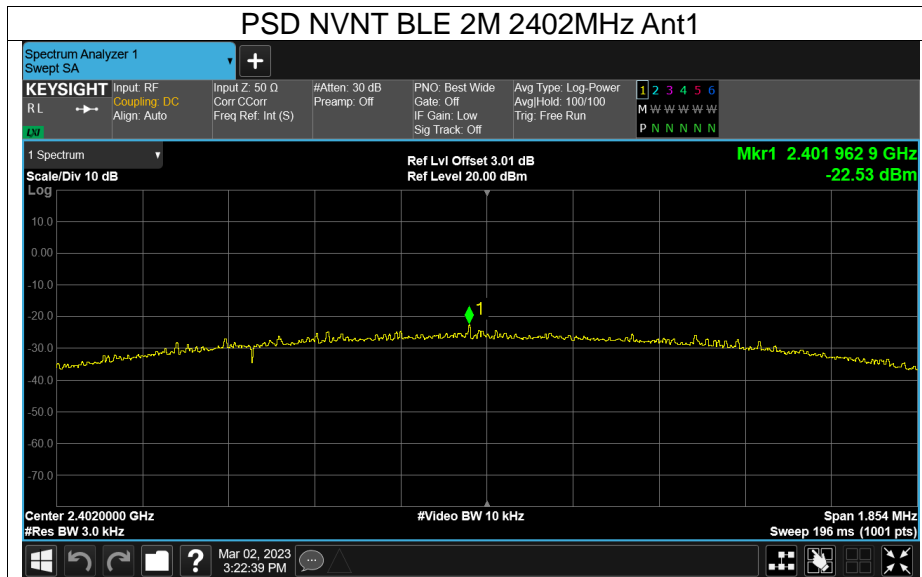 PSD NVNT BLE 2M 2402MHz Ant1
Spectrum Analyzer 1
Swept SA
+
KEYSIGHT Input: RF Input Z: 50 Ω #Atten: 30 dB PNO: Best Wide Avg Type: Log-Power 1 2 3 4 5 6
R L Coupling: DC Corr CCorr Preamp: Off Gate: Off Avg|Hold: 100/100 M W W W W W
Align: Auto Freq Ref: Int (S) IF Gain: Low Trig: Free Run
LXI Sig Track: Off P N N N N N
1 Spectrum Ref Lvl Offset 3.01 dB Mkr1 2.401 962 9 GHz
Scale/Div 10 dB Ref Level 20.00 dBm -22.53 dBm
Log
10.0
0.00
-10.0
1
-20.0
-30.0
-40.0
-50.0
-60.0
-70.0
Center 2.4020000 GHz #Video BW 10 kHz Span 1.854 MHz
#Res BW 3.0 kHz Sweep 196 ms (1001 pts)
? Mar 02, 2023
3:22:39 PM